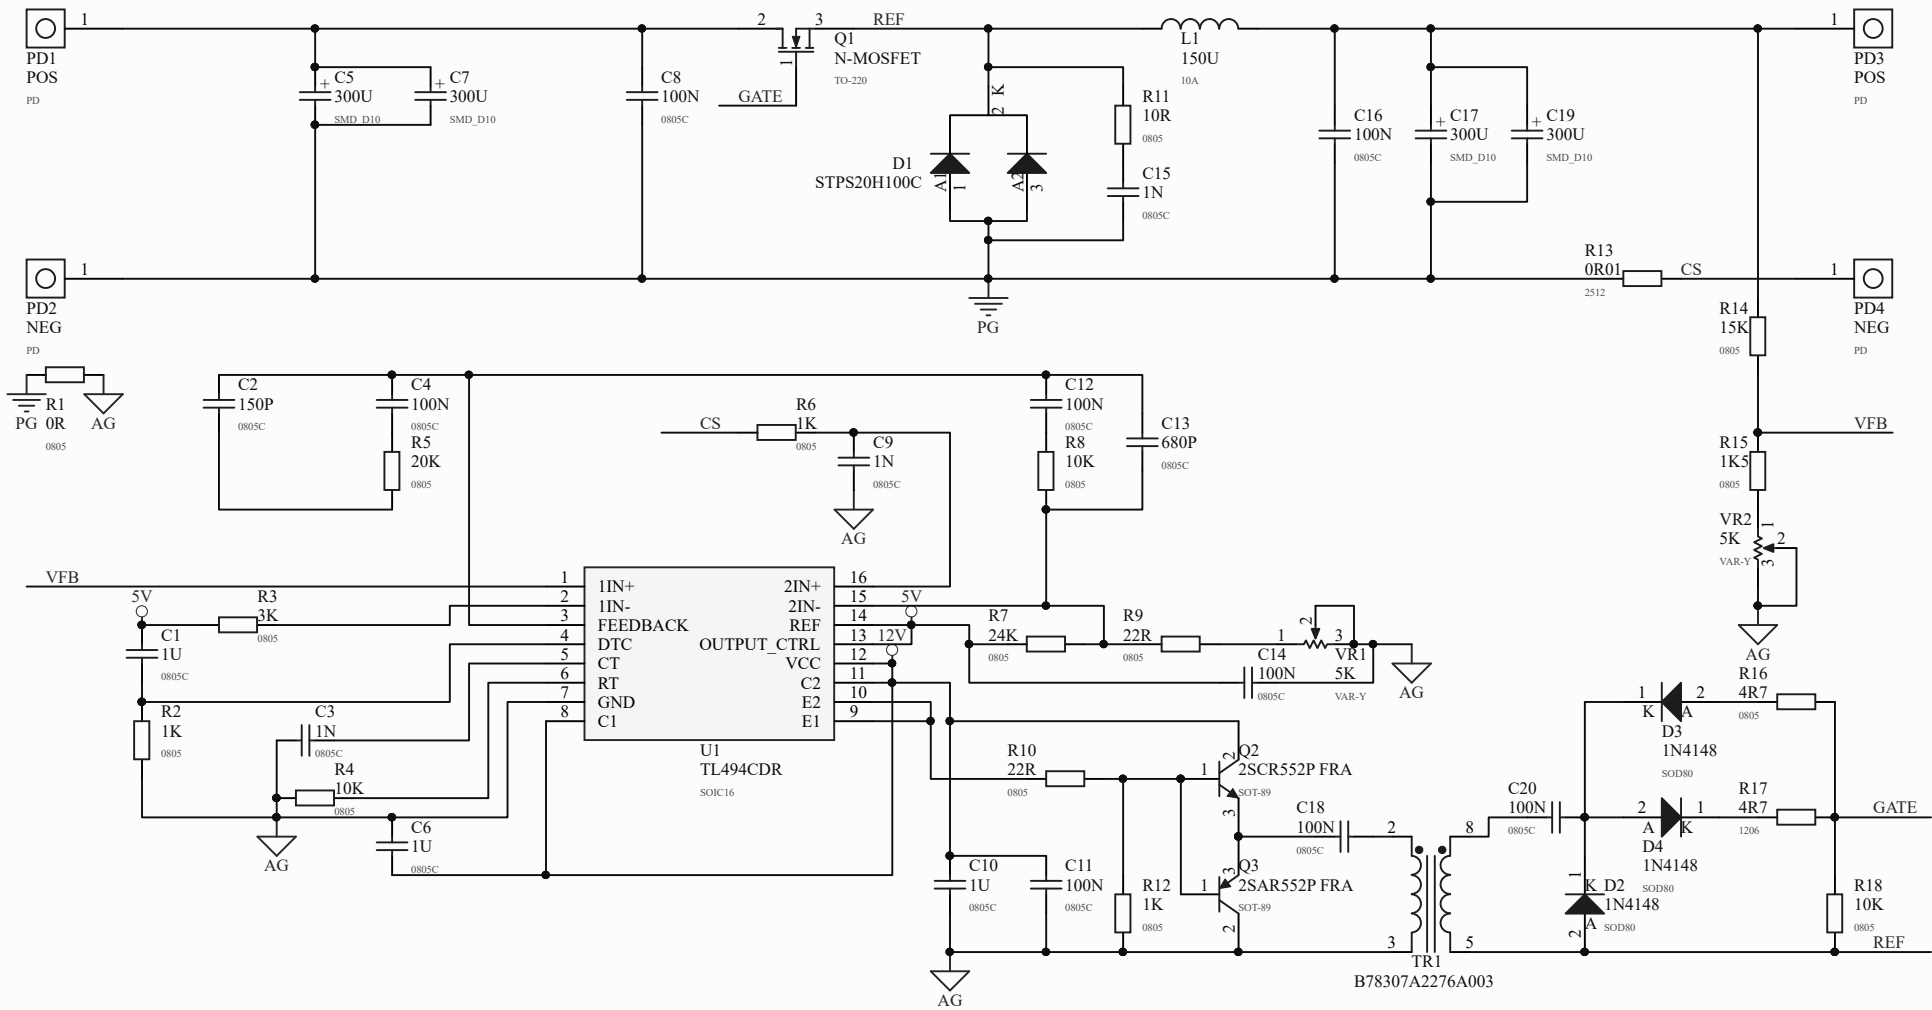 1
PD1
POS
PD
C5
300U
SMD_D10
+
C7
300U
SMD_D10
+
C8
100N
0805C
2
3
1
Q1
N-MOSFET
TO-220
REF
GATE
D1
STPS20H100C
2
K
A1
1
A2
3
R11
10R
0805
C15
1N
0805C
L1
150U
10A
C16
100N
0805C
C17
300U
SMD_D10
+
C19
300U
SMD_D10
+
1
PD3
POS
PD
1
PD2
NEG
PD
PG
R13
0R01
2512
CS
1
PD4
NEG
PD
R14
15K
0805
VFB
R15
1K5
0805
VR2
5K
VAR-Y
1
2
3
AG
PG
R1
0R
0805
AG
C2
150P
0805C
C4
100N
0805C
R5
20K
0805
CS
R6
1K
0805
C9
1N
0805C
AG
C12
100N
0805C
R8
10K
0805
C13
680P
0805C
VFB
5V
R3
3K
0805
C1
1U
0805C
R2
1K
0805
C3
1N
0805C
R4
10K
0805
AG
C6
1U
0805C
1 1IN+ 2IN+ 16
2 1IN- 2IN- 15
3 FEEDBACK REF 14
4 DTC OUTPUT_CTRL 13
5 CT VCC 12
6 RT C2 11
7 GND E2 10
8 C1 E1 9
U1
TL494CDR
SOIC16
5V
12V
R7
24K
0805
R9
22R
0805
1
2
3
VR1
5K
VAR-Y
C14
100N
0805C
AG
R10
22R
0805
C10
1U
0805C
C11
100N
0805C
R12
1K
0805
AG
1
2
3
Q2
2SCR552P FRA
SOT-89
1
3
2
Q3
2SAR552P FRA
SOT-89
C18
100N
0805C
2
3
8
5
TR1
B78307A2276A003
C20
100N
0805C
1
2
K
A
D3
1N4148
SOD80
R16
4R7
0805
2
1
A
K
D4
1N4148
SOD80
R17
4R7
1206
GATE
1
K
D2
1N4148
SOD80
A
2
R18
10K
0805
REF